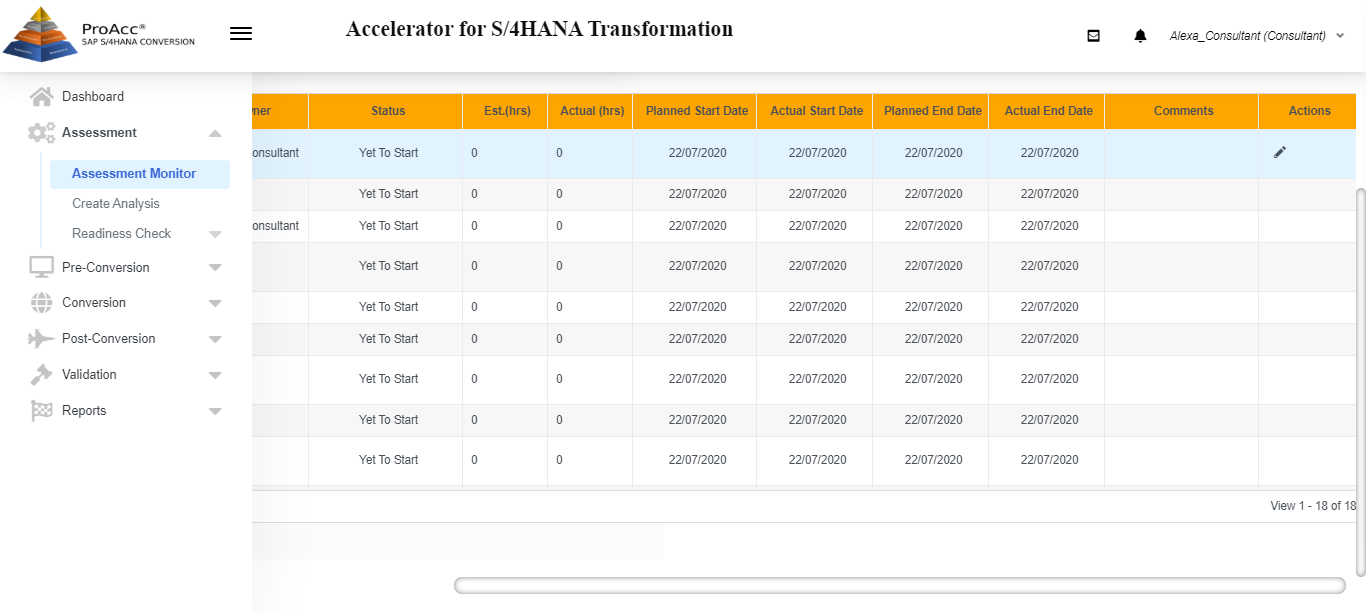 ProAcc®
SAP S/4HANA CONVERSION
Accelerator for S/4HANA Transformation
Alexa_Consultant (Consultant)
Dashboard
Assessment
Assessment Monitor
Create Analysis
Readiness Check
Pre-Conversion
Conversion
Post-Conversion
Validation
Reports
Status Est.(hrs) Actual (hrs) Planned Start Date Actual Start Date Planned End Date Actual End Date Comments Actions
onsultant Yet To Start 0 0 22/07/2020 22/07/2020 22/07/2020 22/07/2020
Yet To Start 0 0 22/07/2020 22/07/2020 22/07/2020 22/07/2020
onsultant Yet To Start 0 0 22/07/2020 22/07/2020 22/07/2020 22/07/2020
Yet To Start 0 0 22/07/2020 22/07/2020 22/07/2020 22/07/2020
Yet To Start 0 0 22/07/2020 22/07/2020 22/07/2020 22/07/2020
Yet To Start 0 0 22/07/2020 22/07/2020 22/07/2020 22/07/2020
Yet To Start 0 0 22/07/2020 22/07/2020 22/07/2020 22/07/2020
Yet To Start 0 0 22/07/2020 22/07/2020 22/07/2020 22/07/2020
Yet To Start 0 0 22/07/2020 22/07/2020 22/07/2020 22/07/2020
View 1 - 18 of 18